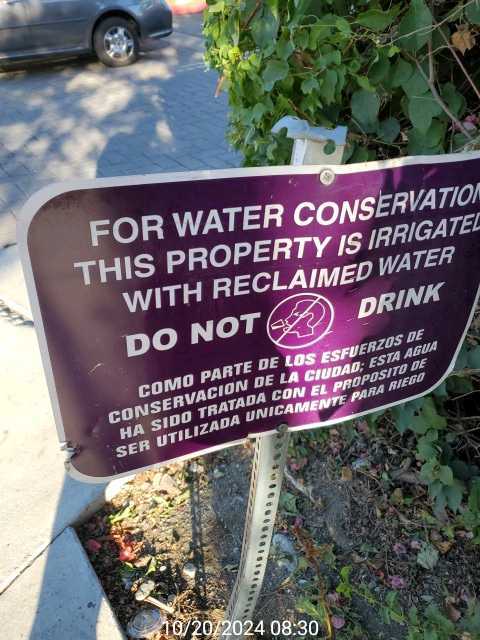 FOR WATER CONSERVATION
THIS PROPERTY IS IRRIGATED
WITH RECLAIMED WATER
DO NOT DRINK
COMO PARTE DE LOS ESFUERZOS DE
CONSERVACION DE LA CIUDAD; ESTA AGUA
HA SIDO TRATADA CON EL PROPOSITO DE
SER UTILIZADA UNICAMENTE PARA RIEGO
10/20/2024 08:30